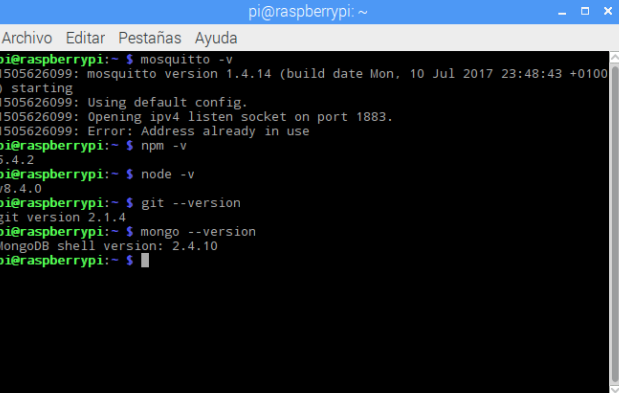 pi@raspberrypi: ~
Archivo Editar Pestañas Ayuda
pi@raspberrypi:~ $ mosquitto -v
1505626099: mosquitto version 1.4.14 (build date Mon, 10 Jul 2017 23:48:43 +0100
) starting
1505626099: Using default config.
1505626099: Opening ipv4 listen socket on port 1883.
1505626099: Error: Address already in use
pi@raspberrypi:~ $ npm -v
5.4.2
pi@raspberrypi:~ $ node -v
v8.4.0
pi@raspberrypi:~ $ git --version
git version 2.1.4
pi@raspberrypi:~ $ mongo --version
MongoDB shell version: 2.4.10
pi@raspberrypi:~ $